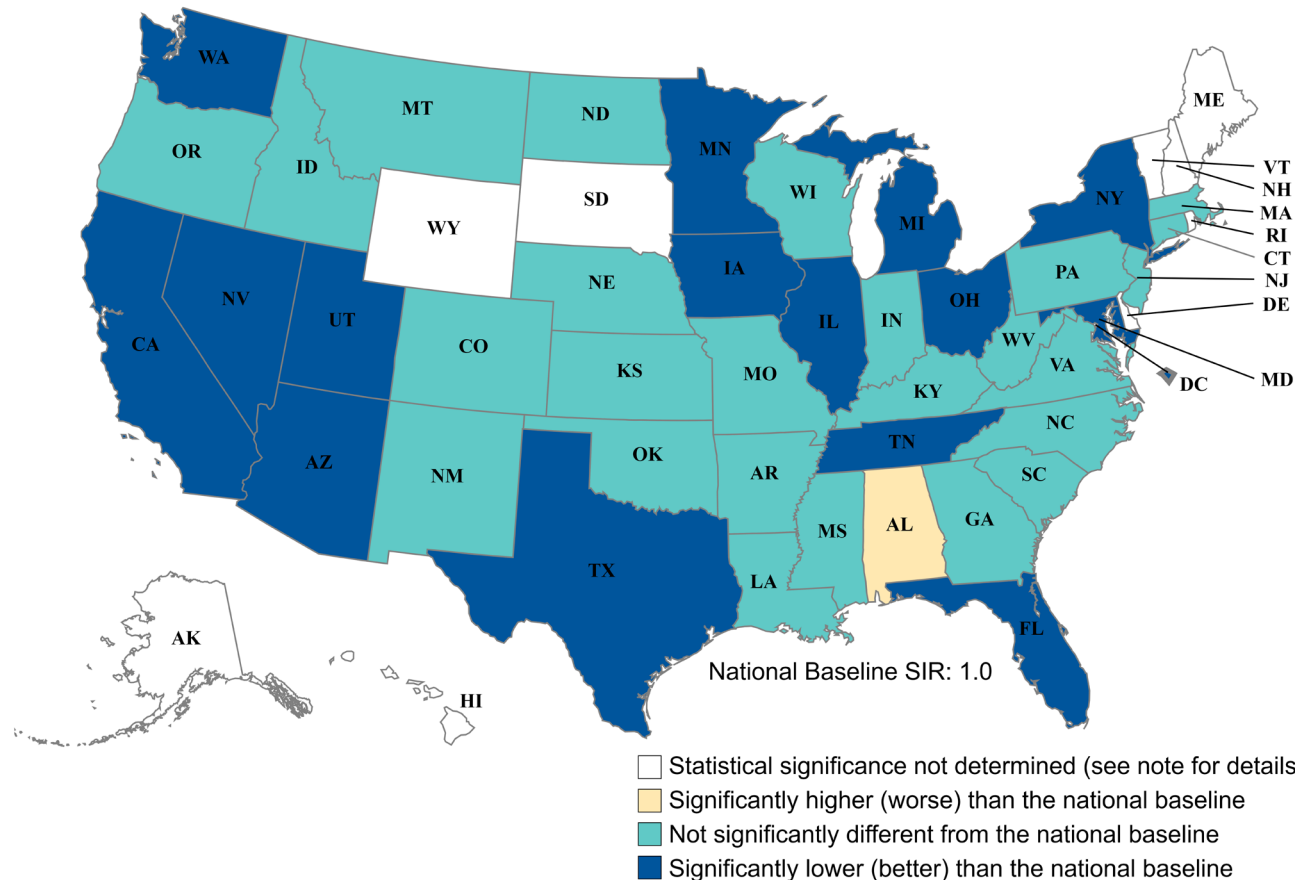 WA
MT
ND
MN
ME
OR
ID
SD
WI
VT
NH
NY
MA
WY
MI
RI
CT
IA
PA
NJ
NE
NV
OH
DE
UT
IL
IN
CA
CO
WV
KS
MO
VA
KY
DC
MD
NC
TN
AZ
OK
NM
AR
SC
GA
MS
AL
TX
LA
FL
AK
National Baseline SIR: 1.0
HI
Statistical significance not determined (see note for details
Significantly higher (worse) than the national baseline
Not significantly different from the national baseline
Significantly lower (better) than the national baseline